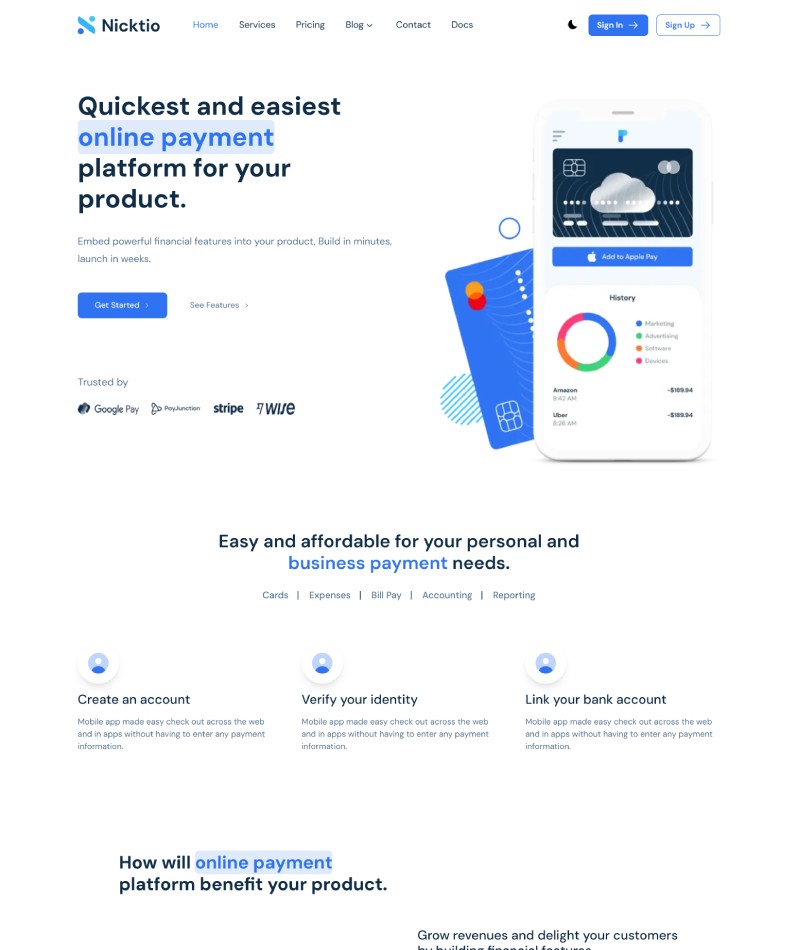 Nicktio
Home Services Pricing Blog Contact Docs
Sign In Sign Up
Quickest and easiest
online payment
platform for your
product.
Embed powerful financial features into your product, Build in minutes,
launch in weeks.
Get Started
See Features
Trusted by
Google Pay PayJunction stripe WISE
Add to Apple Pay
History
Marketing
Advertising
Software
Devices
Amazon -$189.94
9:42 AM
Uber -$189.94
8:26 AM
Easy and affordable for your personal and
business payment needs.
Cards | Expenses | Bill Pay | Accounting | Reporting
Create an account
Mobile app made easy check out across the web
and in apps without having to enter any payment
information.
Verify your identity
Mobile app made easy check out across the web
and in apps without having to enter any payment
information.
Link your bank account
Mobile app made easy check out across the web
and in apps without having to enter any payment
information.
How will online payment
platform benefit your product.
Grow revenues and delight your customers
by building financial features